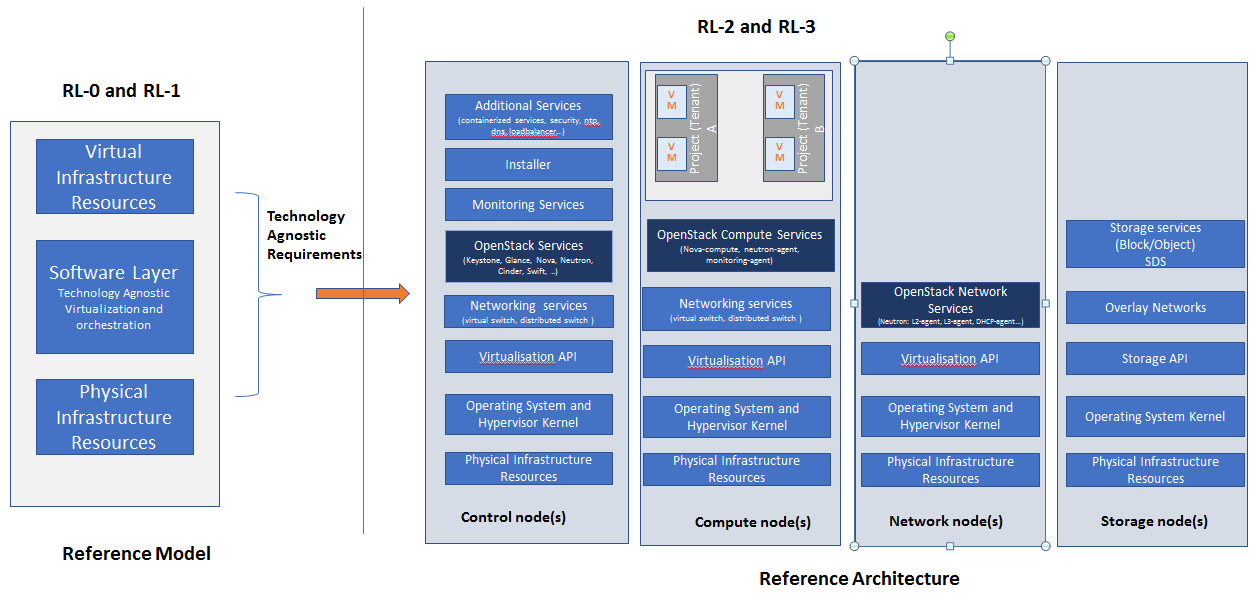 RL-0 and RL-1
Virtual
Infrastructure
Resources
Software Layer
Technology Agnostic
Virtualization and
orchestration
Physical
Infrastructure
Resources
Reference Model
Technology
Agnostic
Requirements
RL-2 and RL-3
Additional Services
(containerized services, security, ntp,
dns, loadbalancer...)
Installer
Monitoring Services
OpenStack Services
(Keystone, Glance, Nova, Neutron,
Cinder, Swift, ..)
Networking services
(virtual switch, distributed switch )
Virtualisation API
Operating System and
Hypervisor Kernel
Physical Infrastructure
Resources
Control node(s)
V
M
V
M
Project (Tenant)
A
V
M
V
M
Project (Tenant)
B
OpenStack Compute Services
(Nova-compute, neutron-agent,
monitoring-agent)
Networking services
(virtual switch, distributed switch )
Virtualisation API
Operating System and
Hypervisor Kernel
Physical Infrastructure
Resources
Compute node(s)
OpenStack Network
Services
(Neutron: L2-agent, L3-agent, DHCP-agent...)
Virtualisation API
Operating System and
Hypervisor Kernel
Physical Infrastructure
Resources
Network node(s)
Storage services
(Block/Object)
SDS
Overlay Networks
Storage API
Operating System Kernel
Physical Infrastructure
Resources
Storage node(s)
Reference Architecture